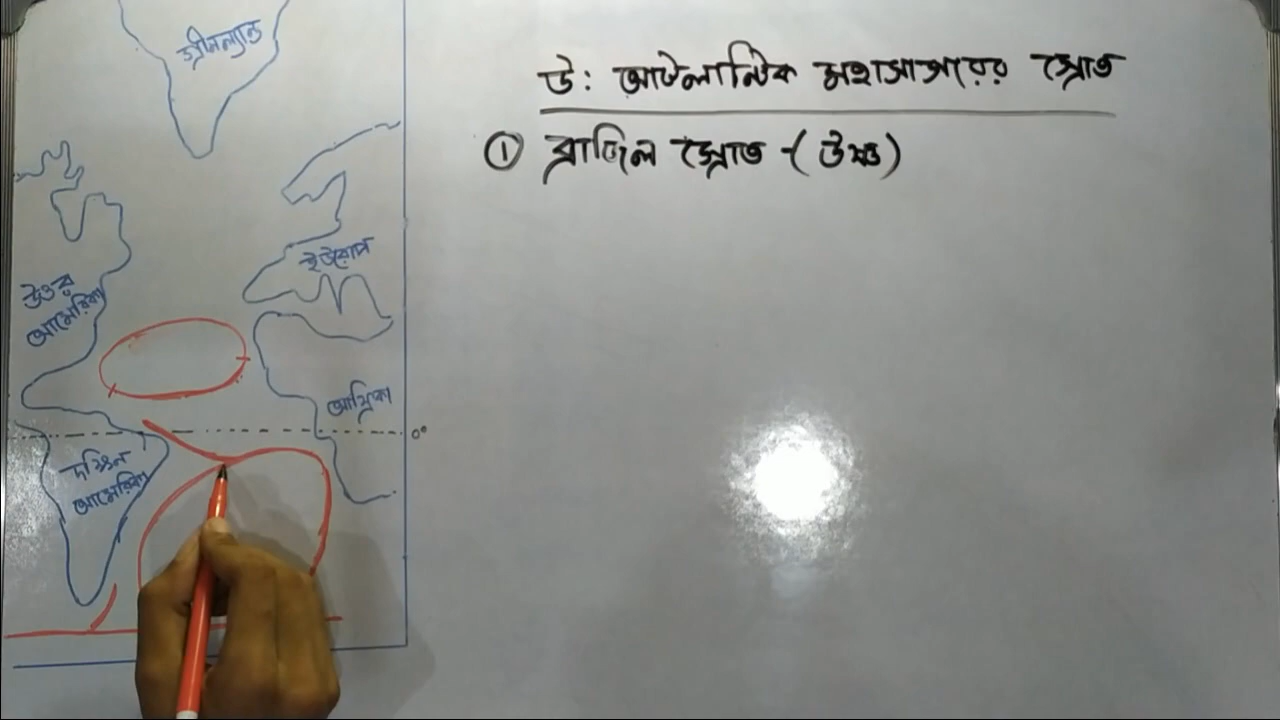 গ্রীনল্যান্ড
উ: আটলান্টিক মহাসাগরের স্রোত
① ব্রাজিল স্রোত -(উষ্ণ)
ইউরোপ
উত্তর
আমেরিকা
আফ্রিকা
0°
দক্ষিন
আমেরিকা